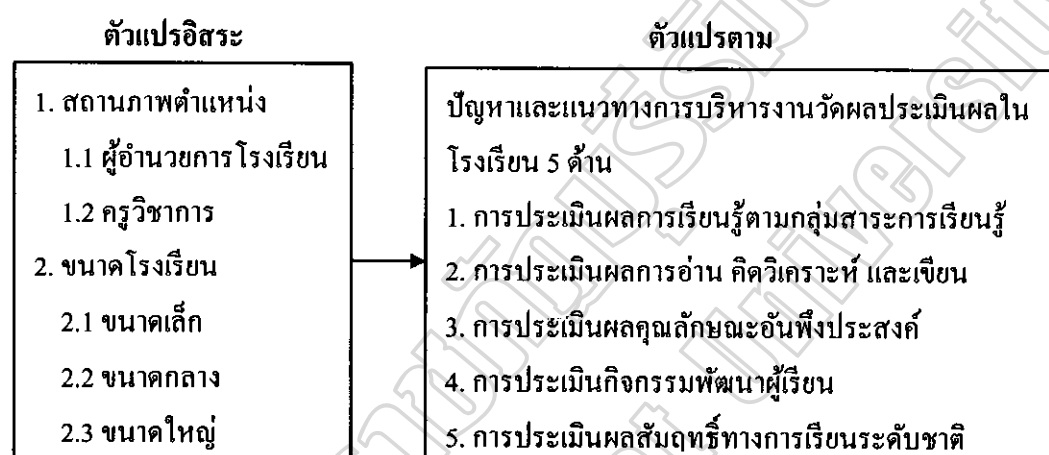 ตัวแปรอิสระ
1. สถานภาพตำแหน่ง
1.1 ผู้อำนวยการโรงเรียน
1.2 ครูวิชาการ
2. ขนาดโรงเรียน
2.1 ขนาดเล็ก
2.2 ขนาดกลาง
2.3 ขนาดใหญ่
ตัวแปรตาม
ปัญหาและแนวทางการบริหารงานวัดผลประเมินผลใน
โรงเรียน 5 ด้าน
1. การประเมินผลการเรียนรู้ตามกลุ่มสาระการเรียนรู้
2. การประเมินผลการอ่าน คิดวิเคราะห์ และเขียน
3. การประเมินผลคุณลักษณะอันพึงประสงค์
4. การประเมินกิจกรรมพัฒนาผู้เรียน
5. การประเมินผลสัมฤทธิ์ทางการเรียนระดับชาติ